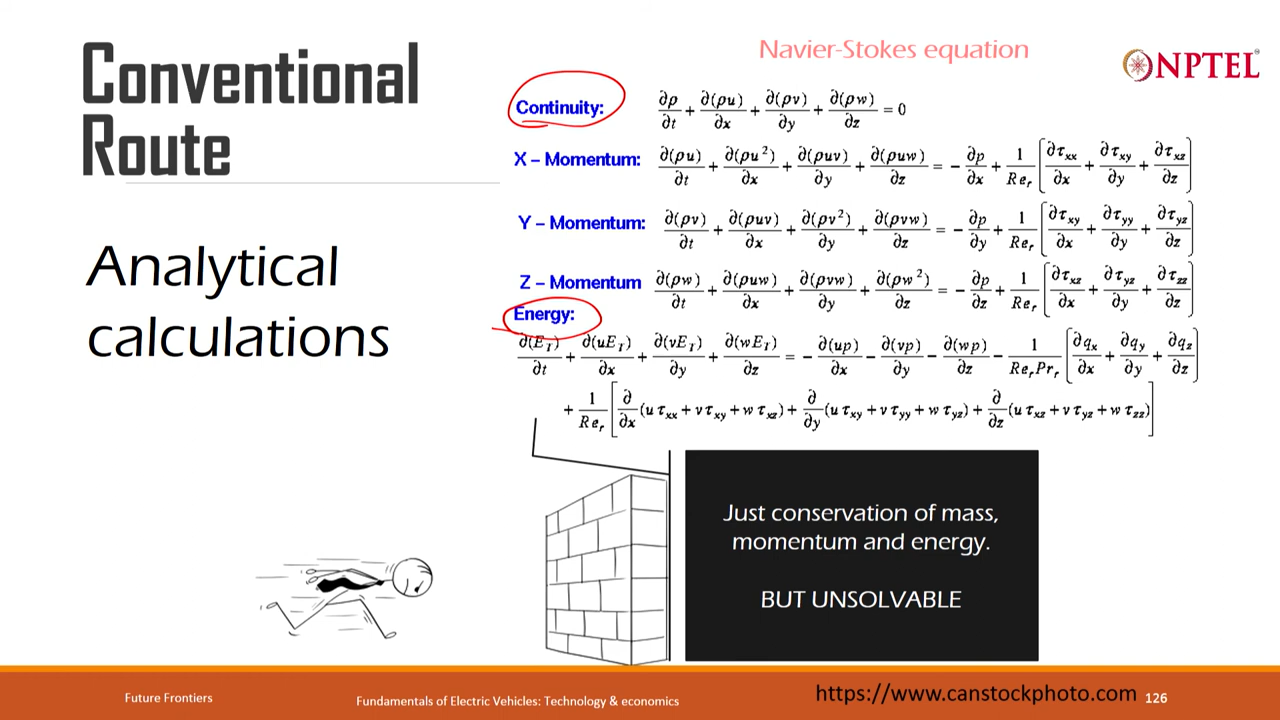 Conventional
Route
Analytical
calculations
Navier-Stokes equation
NPTEL
Continuity: ∂ρ/∂t + ∂(ρu)/∂x + ∂(ρv)/∂y + ∂(ρw)/∂z = 0
X – Momentum: ∂(ρu)/∂t + ∂(ρu²)/∂x + ∂(ρuv)/∂y + ∂(ρuw)/∂z = −∂p/∂x + 1/Re_r [∂τ_xx/∂x + ∂τ_xy/∂y + ∂τ_xz/∂z]
Y – Momentum: ∂(ρv)/∂t + ∂(ρuv)/∂x + ∂(ρv²)/∂y + ∂(ρvw)/∂z = −∂p/∂y + 1/Re_r [∂τ_xy/∂x + ∂τ_yy/∂y + ∂τ_yz/∂z]
Z – Momentum ∂(ρw)/∂t + ∂(ρuw)/∂x + ∂(ρvw)/∂y + ∂(ρw²)/∂z = −∂p/∂z + 1/Re_r [∂τ_xz/∂x + ∂τ_yz/∂y + ∂τ_zz/∂z]
Energy:
∂(E_T)/∂t + ∂(uE_T)/∂x + ∂(vE_T)/∂y + ∂(wE_T)/∂z = −∂(up)/∂x − ∂(vp)/∂y − ∂(wp)/∂z − 1/(Re_r Pr_r) [∂q_x/∂x + ∂q_y/∂y + ∂q_z/∂z]
+ 1/Re_r [∂/∂x (u τ_xx + v τ_xy + w τ_xz) + ∂/∂y (u τ_xy + v τ_yy + w τ_yz) + ∂/∂z (u τ_xz + v τ_yz + w τ_zz)]
Just conservation of mass,
momentum and energy.
BUT UNSOLVABLE
Future Frontiers
Fundamentals of Electric Vehicles: Technology & economics
https://www.canstockphoto.com
126